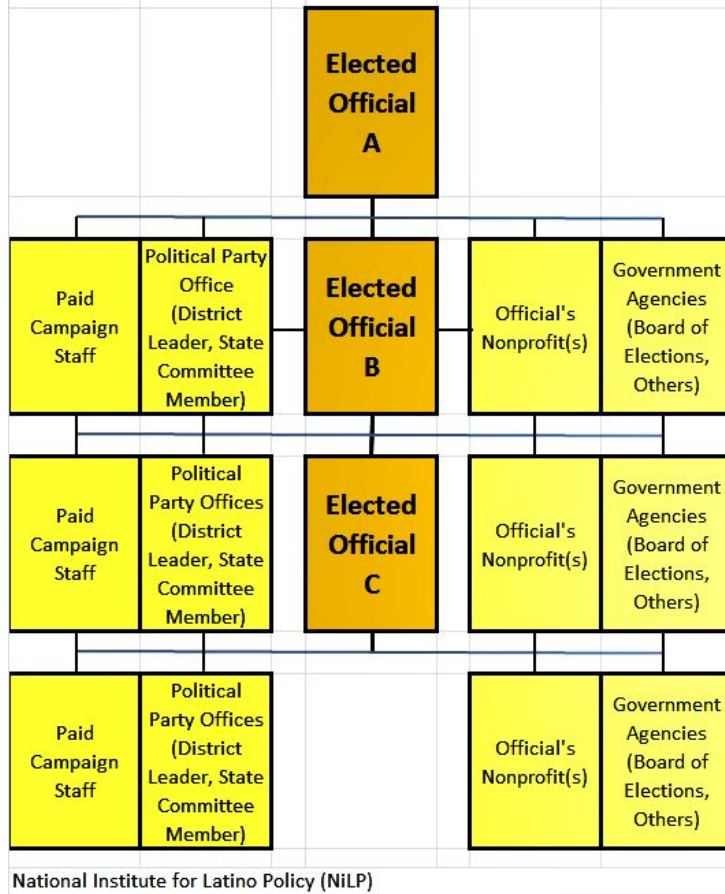 Elected
Official
A
Paid
Campaign
Staff
Political Party
Office
(District
Leader, State
Committee
Member)
Elected
Official
B
Official's
Nonprofit(s)
Government
Agencies
(Board of
Elections,
Others)
Paid
Campaign
Staff
Political
Party Offices
(District
Leader, State
Committee
Member)
Elected
Official
C
Official's
Nonprofit(s)
Government
Agencies
(Board of
Elections,
Others)
Paid
Campaign
Staff
Political
Party Offices
(District
Leader, State
Committee
Member)
Official's
Nonprofit(s)
Government
Agencies
(Board of
Elections,
Others)
National Institute for Latino Policy (NiLP)